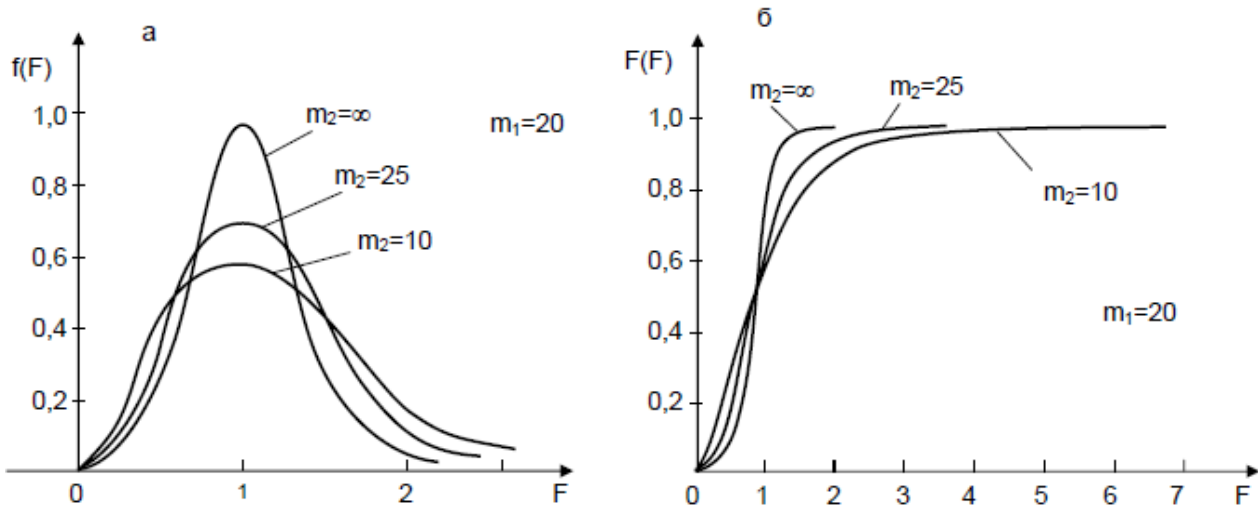 а
f(F)
1,0
0,8
0,6
0,4
0,2
m₂=∞
m₂=25
m₂=10
m₁=20
0
1
2
F
б
F(F)
1,0
0,8
0,6
0,4
0,2
m₂=∞
m₂=25
m₂=10
m₁=20
0 1 2 3 4 5 6 7 F